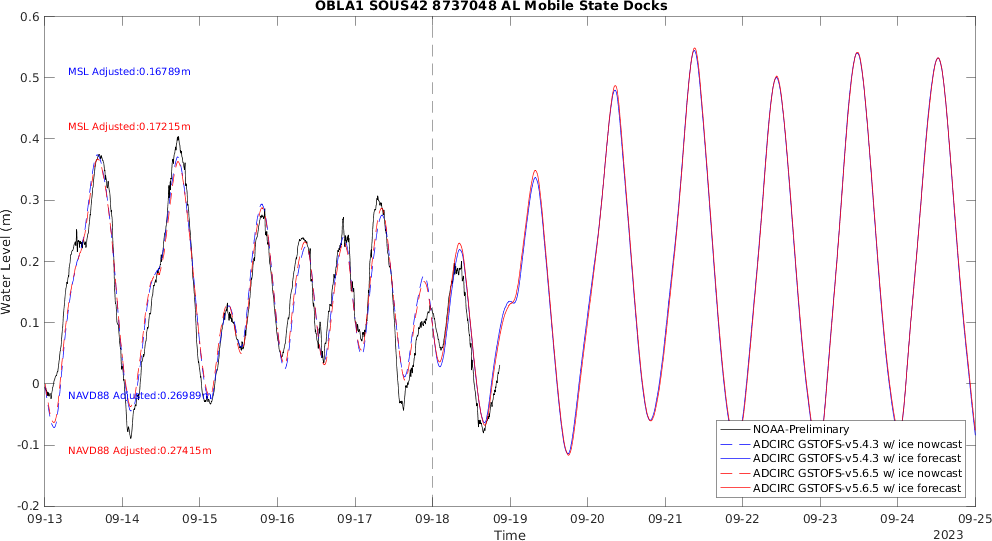 OBLA1 SOUS42 8737048 AL Mobile State Docks
0.6
0.5
0.4
0.3
0.2
0.1
0
-0.1
-0.2
Water Level (m)
MSL Adjusted:0.16789m
MSL Adjusted:0.17215m
NAVD88 Adjusted:0.26989m
NAVD88 Adjusted:0.27415m
NOAA-Preliminary
ADCIRC GSTOFS-v5.4.3 w/ ice nowcast
ADCIRC GSTOFS-v5.4.3 w/ ice forecast
ADCIRC GSTOFS-v5.6.5 w/ ice nowcast
ADCIRC GSTOFS-v5.6.5 w/ ice forecast
09-13 09-14 09-15 09-16 09-17 09-18 09-19 09-20 09-21 09-22 09-23 09-24 09-25
Time
2023